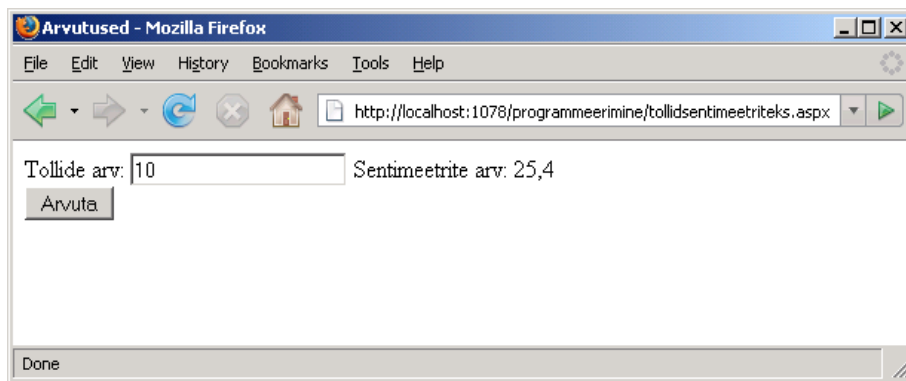 Arvutused - Mozilla Firefox
File Edit View History Bookmarks Tools Help
http://localhost:1078/programmeerimine/tollidsentimeetriteks.aspx
Tollide arv: 10 Sentimeetrite arv: 25,4
Arvuta
Done